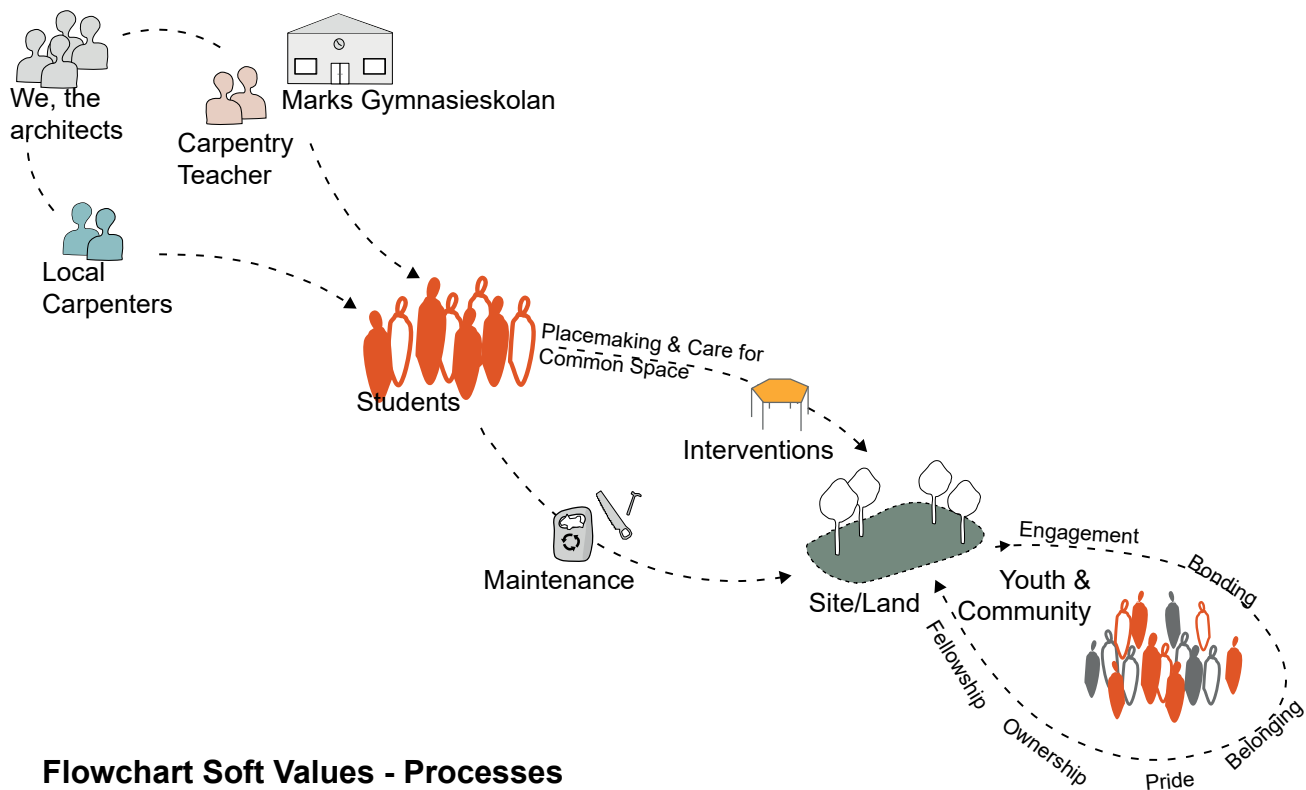 We, the
architects
Marks Gymnasieskolan
Carpentry
Teacher
Local
Carpenters
Students
Placemaking & Care for
Common Space
Interventions
Maintenance
Site/Land
Engagement
Bonding
Youth &
Community
Belonging
Pride
Ownership
Fellowship
Flowchart Soft Values - Processes